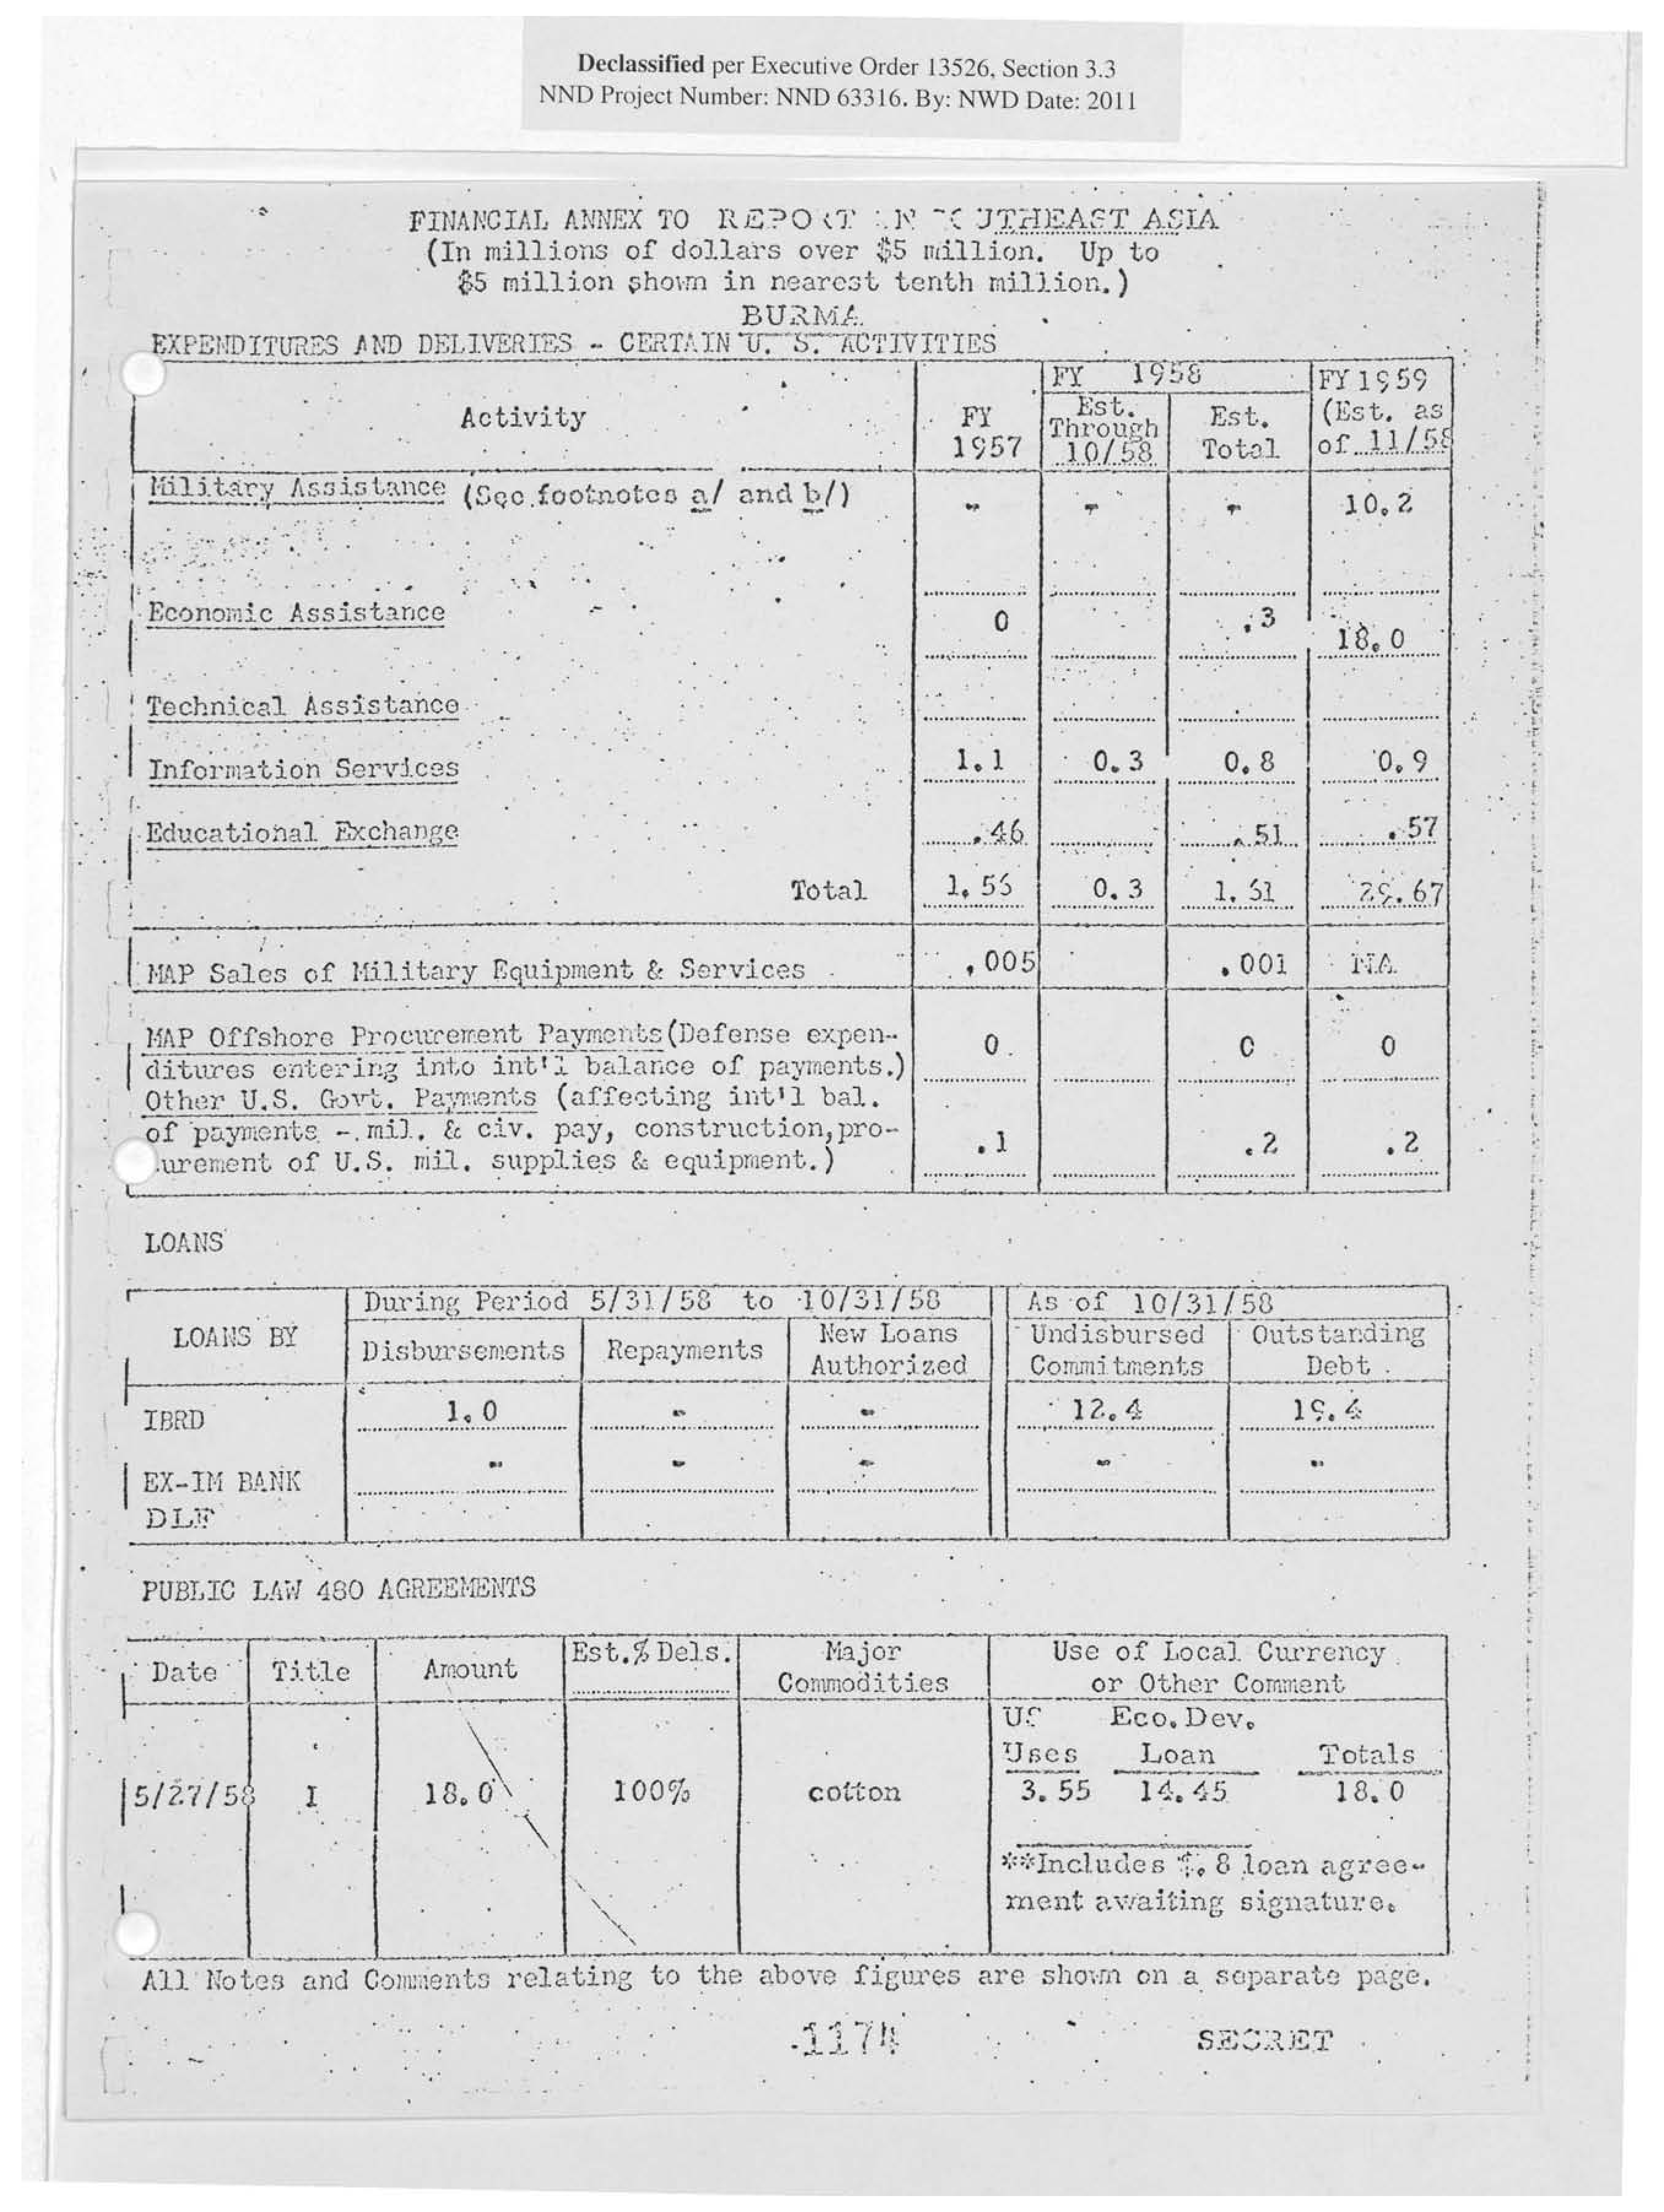 Declassified per Executive Order 13526, Section 3.3
NND Project Number: NND 63316. By: NWD Date: 2011
FINANCIAL ANNEX TO REPORT ASIA
(In millions of dollars over $5 million. Up to
$5 million shown in nearest tenth million.)
BURMA
EXPENDITURES AND DELIVERIES - CERTAIN U. S. ACTIVITIES
Activity FY 1957 FY 1958 FY 1959
Est. Through 10/58 Est. Total (Est. as of 11/58
Military Assistance (See footnotes a/ and b/) - - - 10.2
Economic Assistance 0 .3 18.0
Technical Assistance
Information Services 1.1 0.3 0.8 0.9
Educational Exchange .46 .51 .57
Total 0.3 29.67
MAP Sales of Military Equipment & Services .005 .001 NA
MAP Offshore Procurement Payments (Defense expen-
ditures entering into int'l balance of payments.) 0 0 0
Other U.S. Govt. Payments (affecting int'l bal.
of payments - mil. & civ. pay, construction, pro-
urement of U.S. mil. supplies & equipment.) .1 .2 .2
LOANS
LOANS BY During Period 5/31/58 to 10/31/58 As of 10/31/58
Disbursements Repayments New Loans Authorized Undisbursed Commitments Outstanding Debt
IBRD 1.0 - - 12.4 19.4
EX-IM BANK - - - - -
DLF
PUBLIC LAW 480 AGREEMENTS
Date Title Amount Est.% Dels. Major Commodities Use of Local Currency
or Other Comment
US Eco. Dev.
Uses Loan Totals
5/27/58 I 18.0 100% cotton 3.55 14.45 18.0
**Includes $.8 loan agree-
ment awaiting signature.
All Notes and Comments relating to the above figures are shown on a separate page.
1174 SECRET